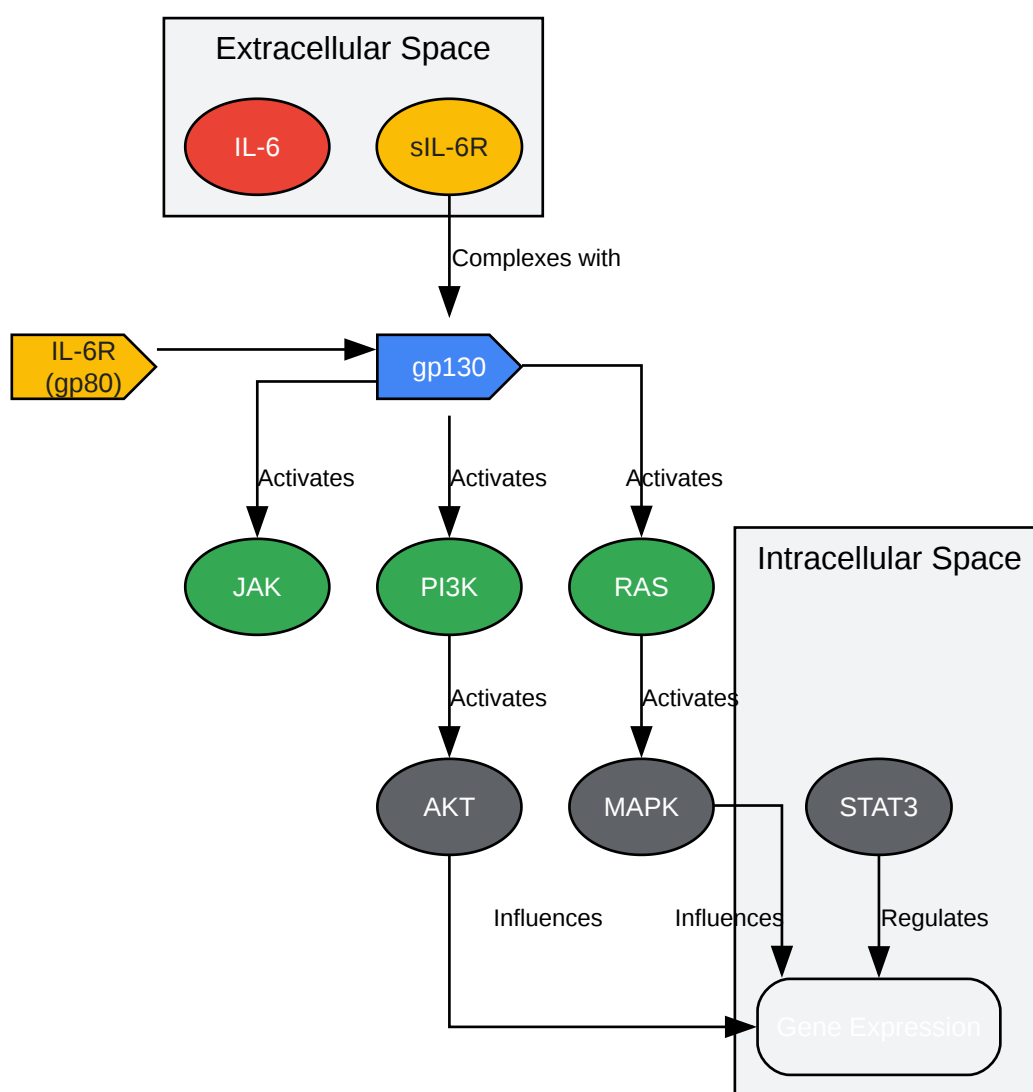 Extracellular Space
IL-6
sIL-6R
Complexes with
IL-6R
(gp80)
gp130
Activates
Activates
Activates
JAK
PI3K
RAS
Intracellular Space
Activates
Activates
AKT
MAPK
STAT3
Influences
Influences
Regulates
Gene Expression